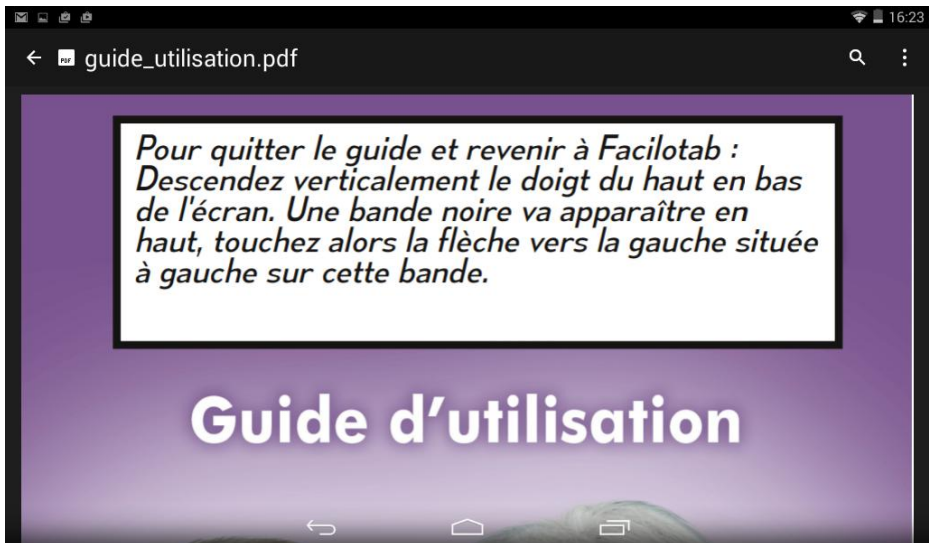 16:23
PDF guide_utilisation.pdf
Pour quitter le guide et revenir à Facilotab :
Descendez verticalement le doigt du haut en bas
de l'écran. Une bande noire va apparaître en
haut, touchez alors la flèche vers la gauche située
à gauche sur cette bande.
Guide d'utilisation